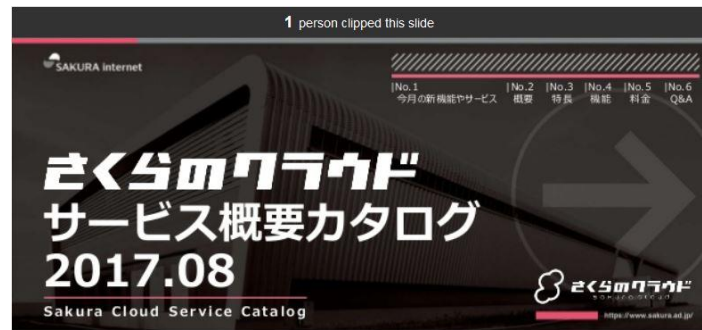 1 person clipped this slide
SAKURA internet
|No.1 |No.2 |No.3 |No.4 |No.5 |No.6
今月の新機能やサービス 概要 特長 機能 料金 Q&A
さくらのクラウド
サービス概要カタログ
2017.08
Sakura Cloud Service Catalog
さくらのクラウド
https://www.sakura.ad.jp/